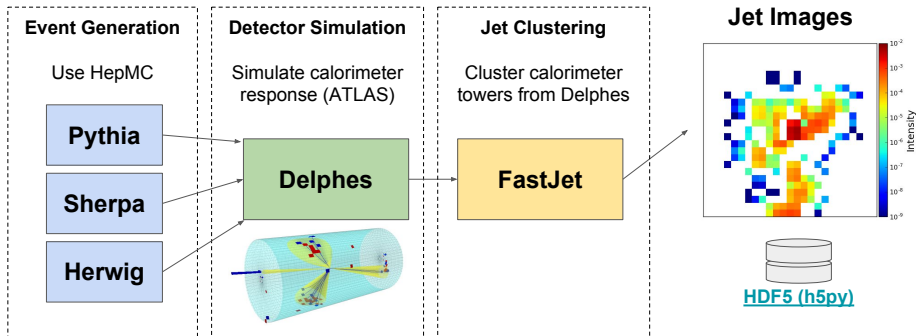 Event Generation
Use HepMC
Pythia
Sherpa
Herwig
Detector Simulation
Simulate calorimeter
response (ATLAS)
Delphes
Jet Clustering
Cluster calorimeter
towers from Delphes
FastJet
Jet Images
10⁻²
10⁻³
10⁻⁴
10⁻⁵
10⁻⁶
10⁻⁷
10⁻⁸
10⁻⁹
Intensity
HDF5 (h5py)